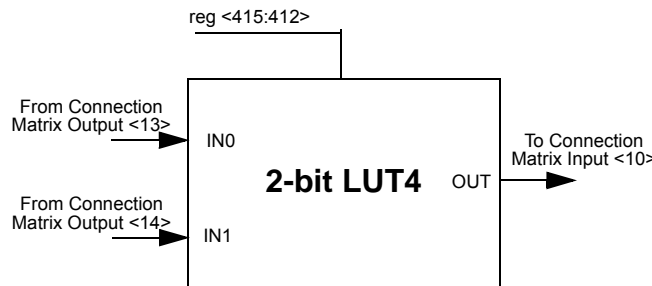 reg <415:412>
From Connection
Matrix Output <13>
IN0
2-bit LUT4
OUT
To Connection
Matrix Input <10>
From Connection
Matrix Output <14>
IN1